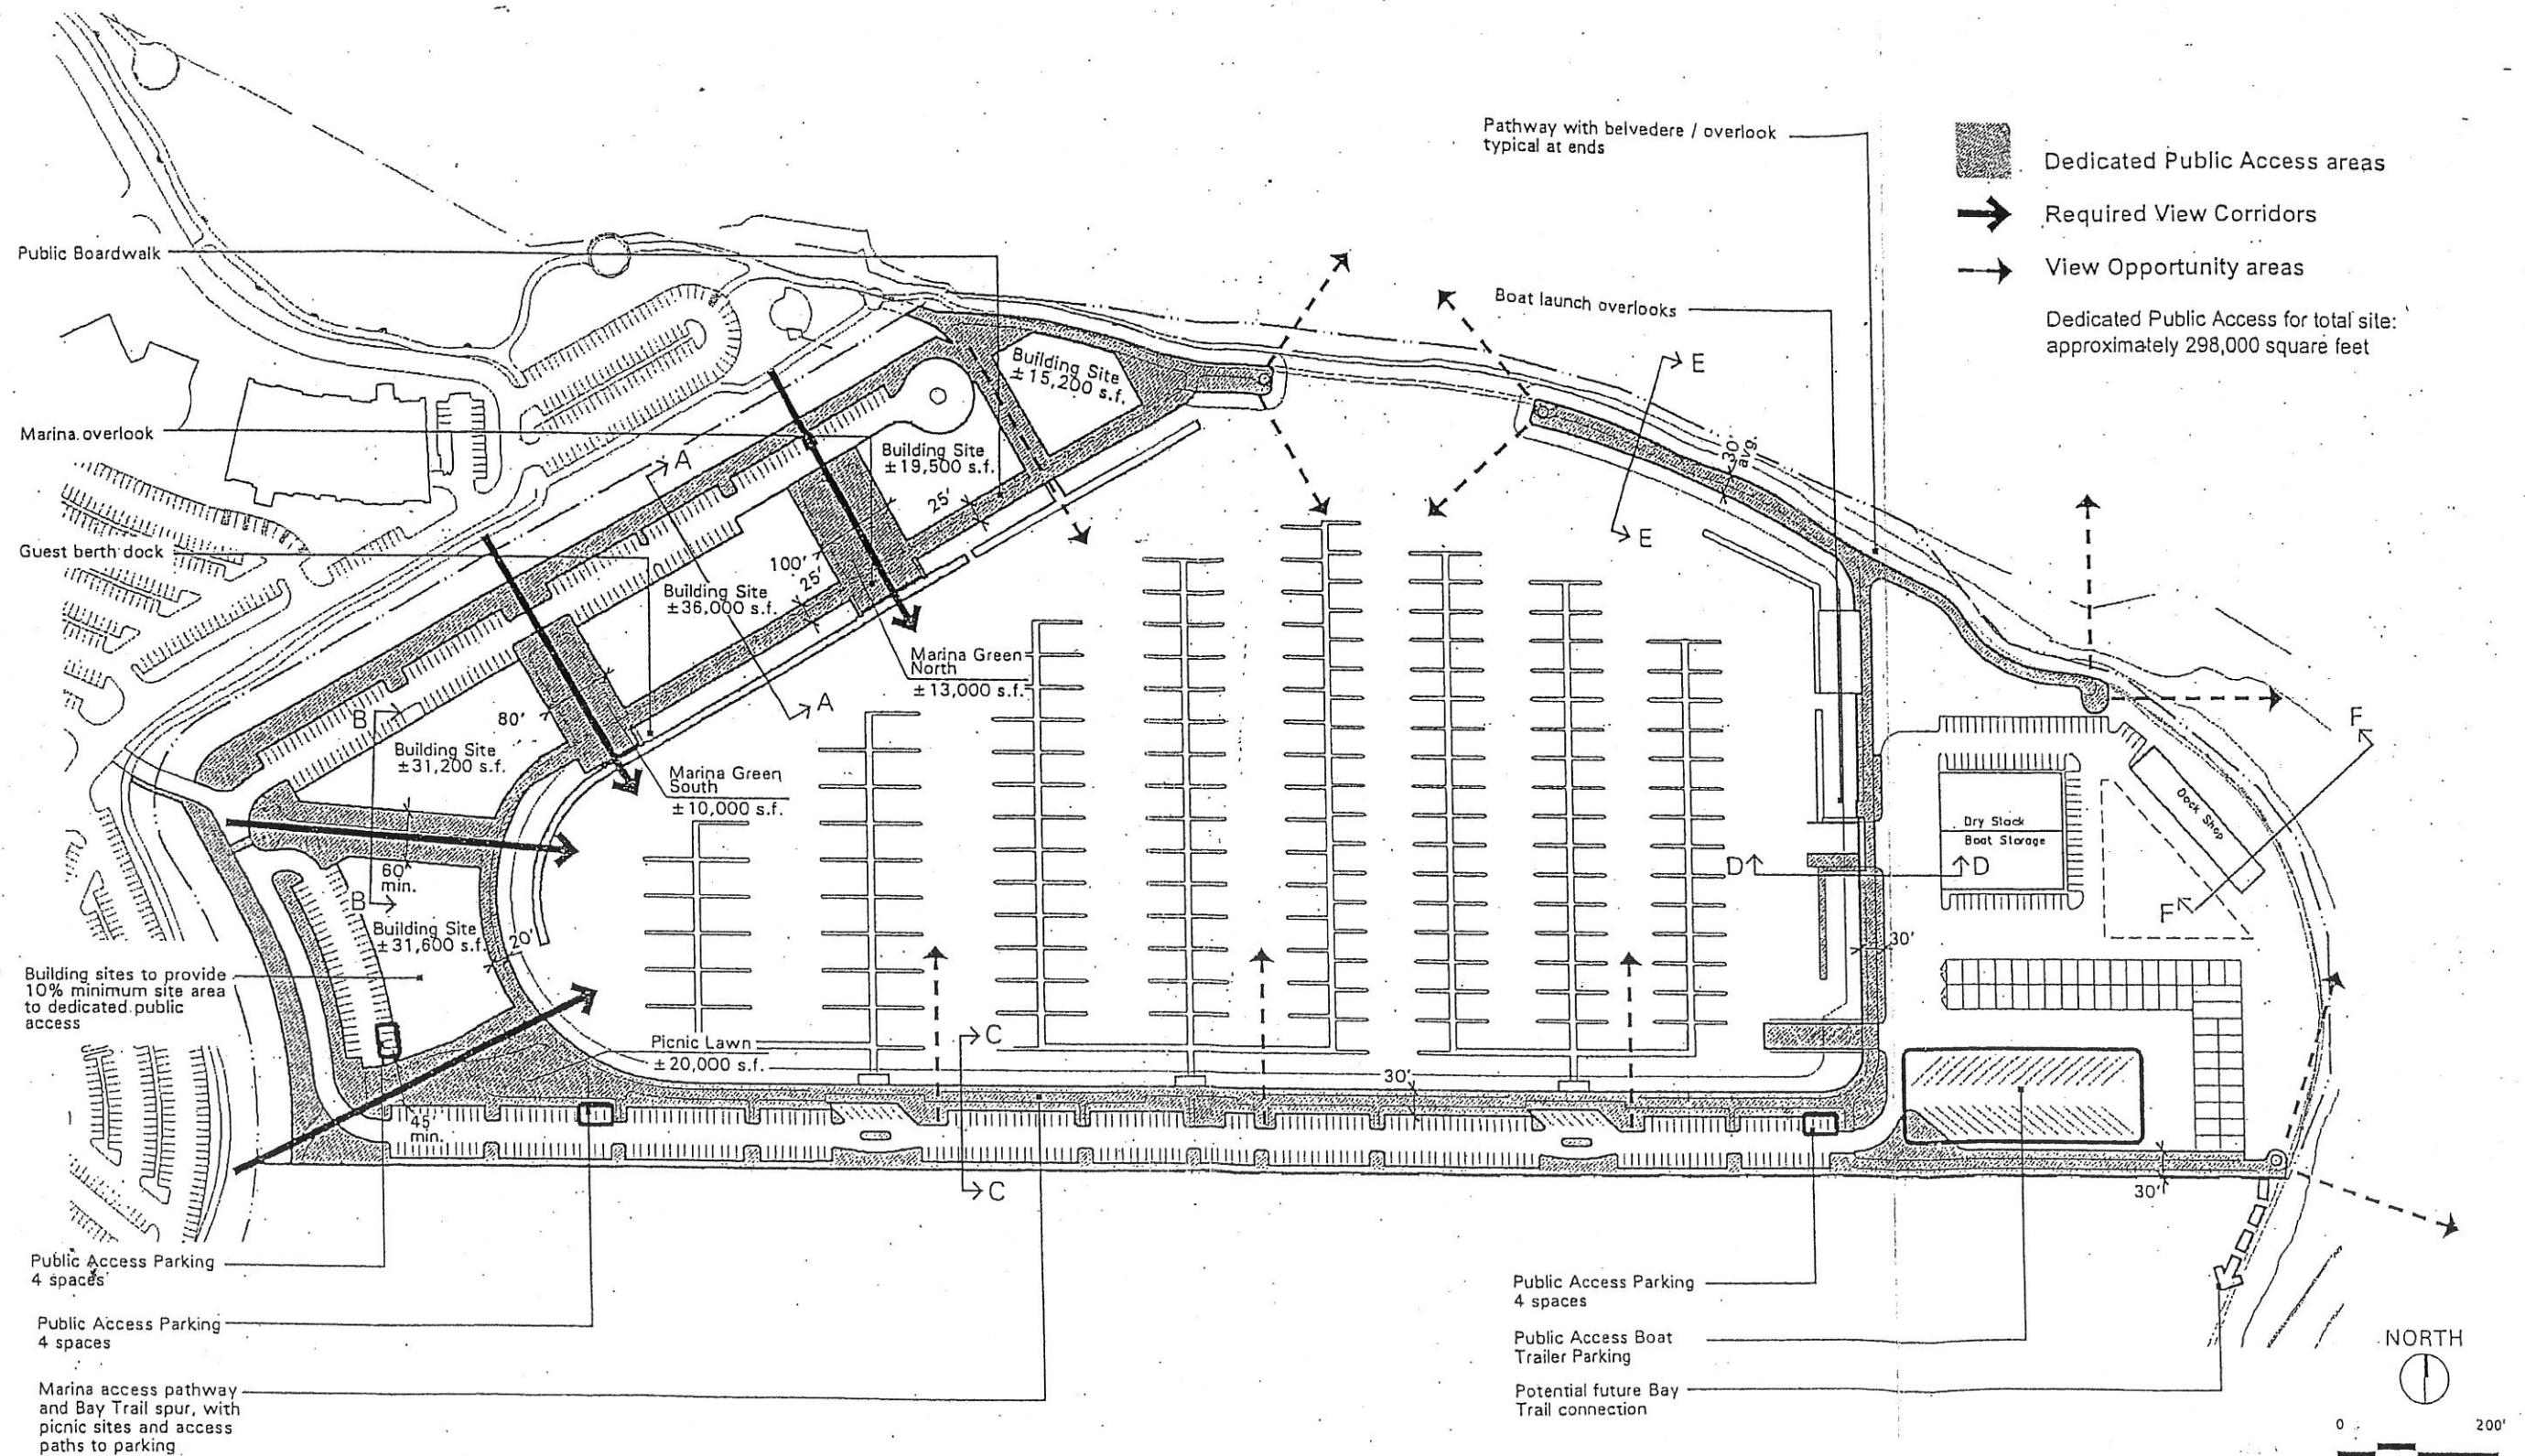 Pathway with belvedere / overlook
typical at ends
Dedicated Public Access areas
Required View Corridors
View Opportunity areas
Dedicated Public Access for total site:
approximately 298,000 square feet
Public Boardwalk
Boat launch overlooks
E
E
Building Site
±15,200 s.f.
Marina overlook
Building Site
±19,500 s.f.
30'
avg.
A
25'
Guest berth dock
100'
25'
Building Site
±36,000 s.f.
Marina Green
North
±13,000 s.f.
A
80'
B
Building Site
±31,200 s.f.
Marina Green
South
±10,000 s.f.
F
Dock Shop
Dry Stack
Boat Storage
D
D
60'
min.
B
F
Building Site
±31,600 s.f.
20'
30'
Building sites to provide
10% minimum site area
to dedicated public
access
Picnic Lawn
±20,000 s.f.
C
30'
45'
min.
C
30'
Public Access Parking
4 spaces
Public Access Parking
4 spaces
Marina access pathway
and Bay Trail spur, with
picnic sites and access
paths to parking
Public Access Parking
4 spaces
Public Access Boat
Trailer Parking
Potential future Bay
Trail connection
NORTH
0 200'